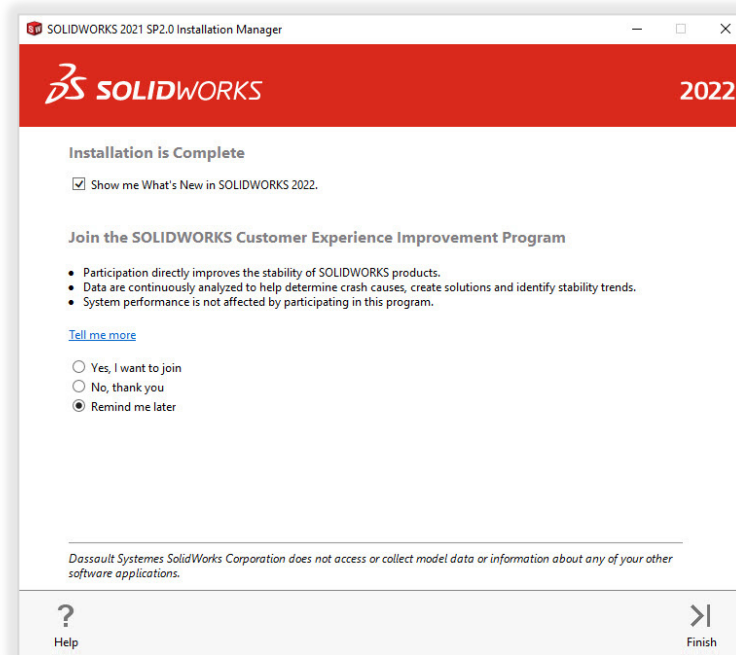 SOLIDWORKS 2021 SP2.0 Installation Manager
SOLIDWORKS
2022
Installation is Complete
Show me What's New in SOLIDWORKS 2022.
Join the SOLIDWORKS Customer Experience Improvement Program
• Participation directly improves the stability of SOLIDWORKS products.
• Data are continuously analyzed to help determine crash causes, create solutions and identify stability trends.
• System performance is not affected by participating in this program.
Tell me more
Yes, I want to join
No, thank you
Remind me later
Dassault Systemes SolidWorks Corporation does not access or collect model data or information about any of your other
software applications.
?
Help
Finish